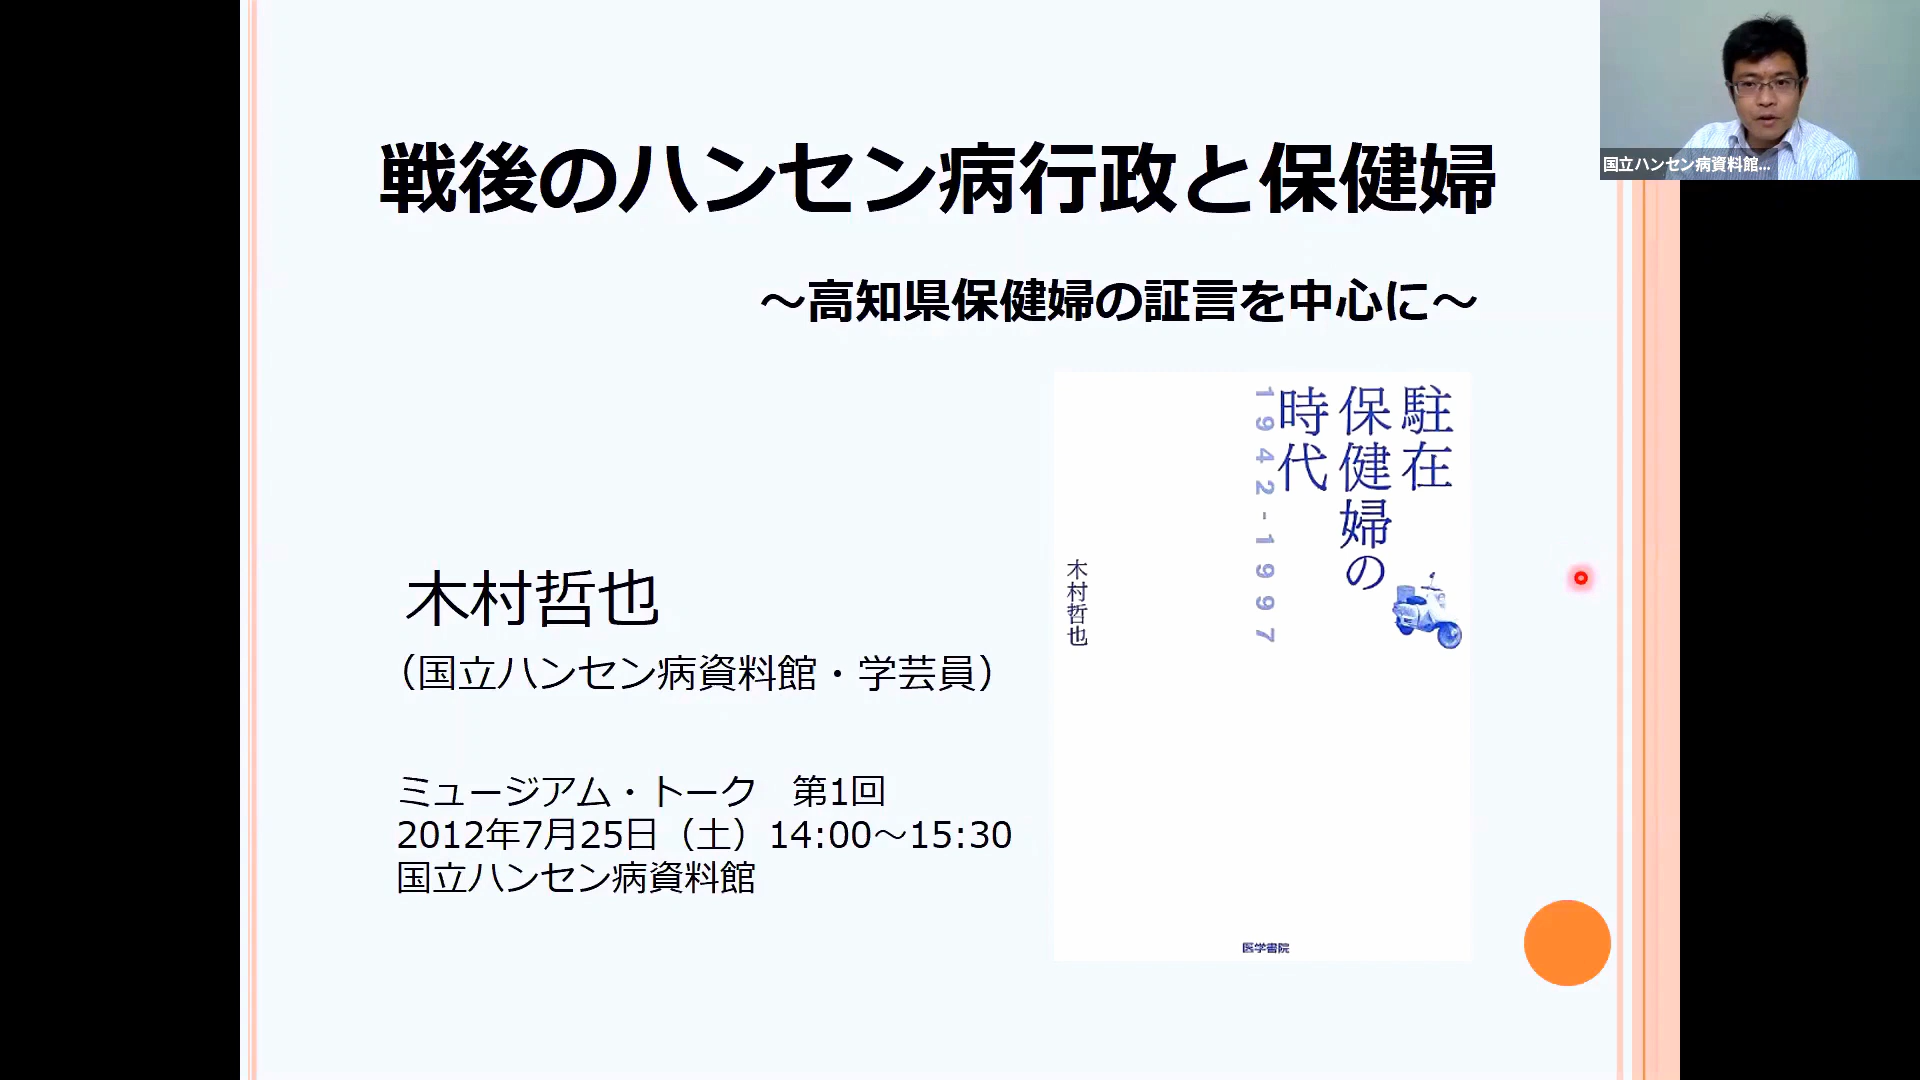 戦後のハンセン病行政と保健婦
～高知県保健婦の証言を中心に～
国立ハンセン病資料館...
駐在
保健婦の
時代
1942-1997
木村哲也
医学書院
木村哲也
（国立ハンセン病資料館・学芸員）
ミュージアム・トーク　第1回
2012年7月25日（土）14:00～15:30
国立ハンセン病資料館